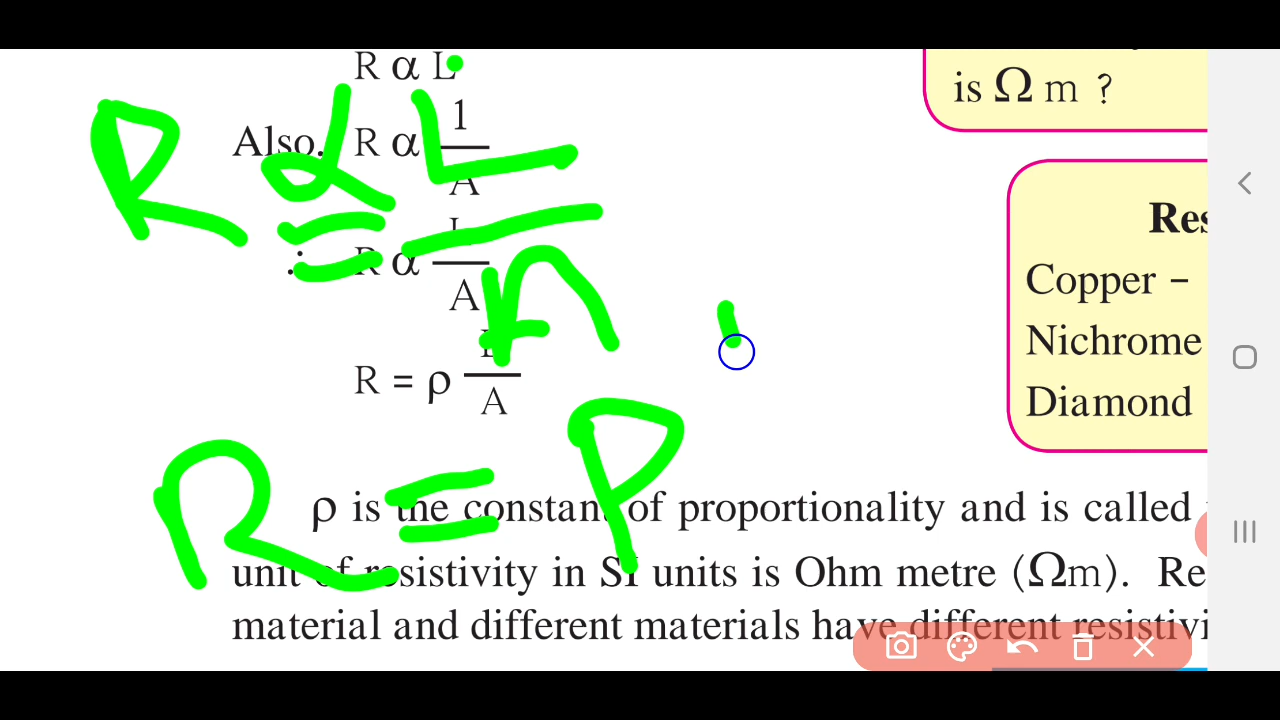 R α L
is Ω m ?
Also, R α 1
A
R α L
∴ R α L
A
A
Res
Copper –
R = ρ L
A
Nichrome
Diamond
R = P
ρ is the constant of proportionality and is called
unit of resistivity in SI units is Ohm metre (Ωm). Re
material and different materials have different resistivi